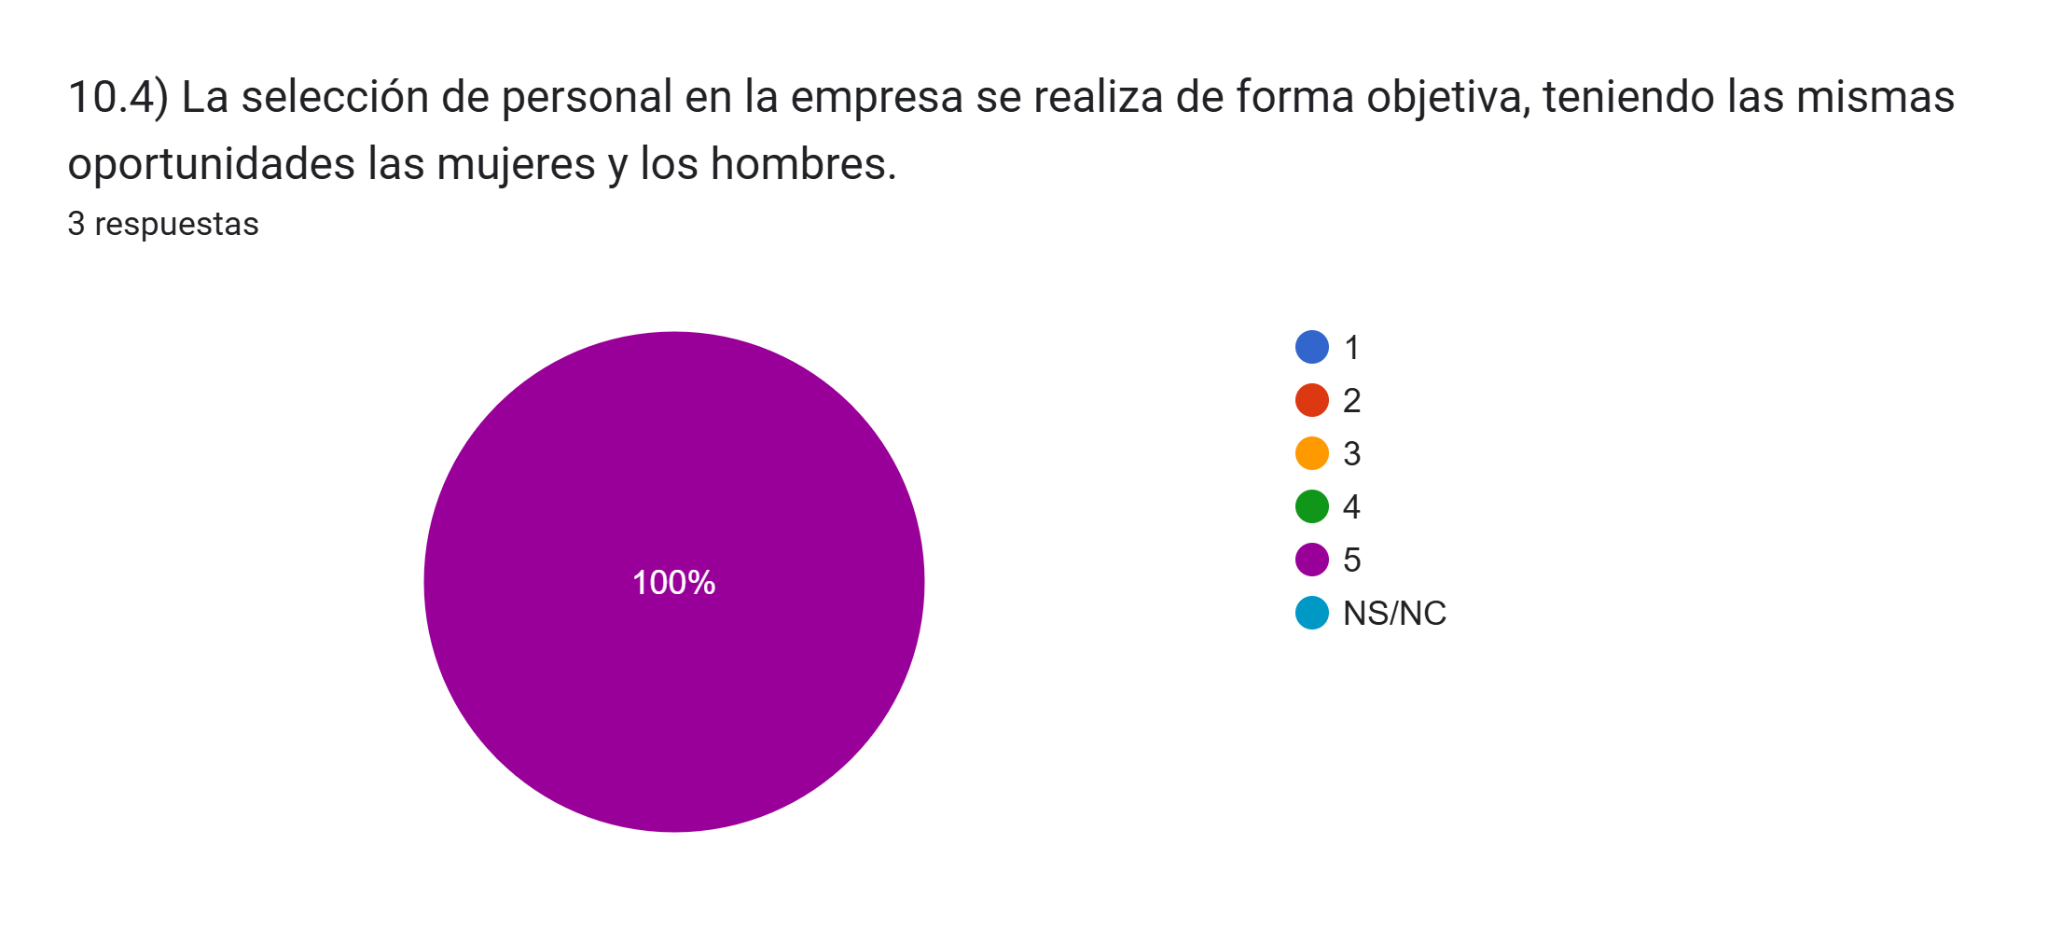 10.4) La selección de personal en la empresa se realiza de forma objetiva, teniendo las mismas
oportunidades las mujeres y los hombres.
3 respuestas
100%
1
2
3
4
5
NS/NC